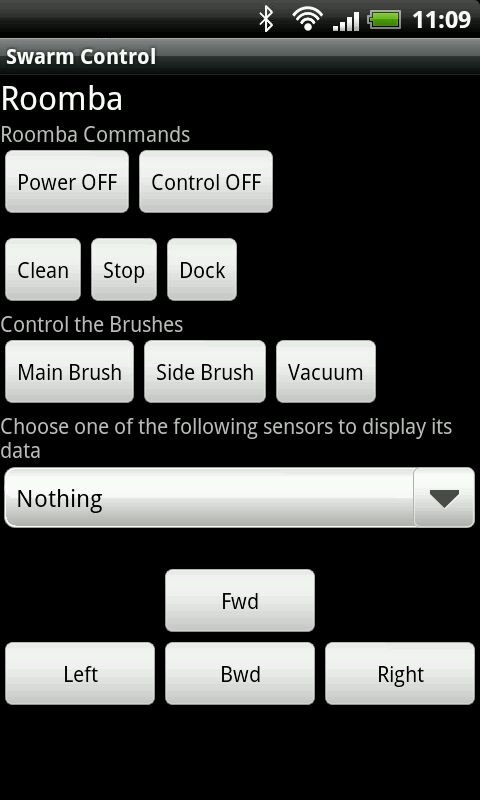 11:09
Swarm Control
Roomba
Roomba Commands
Power OFF Control OFF
Clean Stop Dock
Control the Brushes
Main Brush Side Brush Vacuum
Choose one of the following sensors to display its
data
Nothing
Fwd
Left Bwd Right